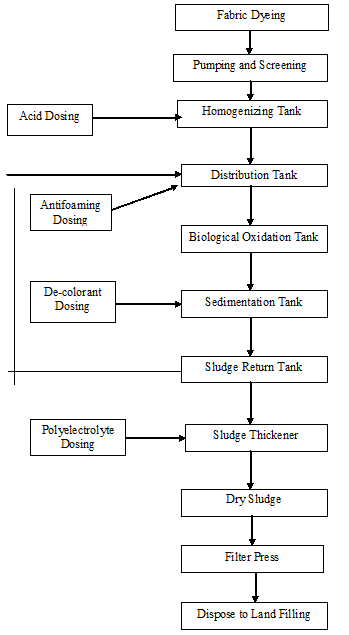 Fabric Dyeing
Pumping and Screening
Homogenizing Tank
Acid Dosing
Distribution Tank
Antifoaming
Dosing
Biological Oxidation Tank
De-colorant
Dosing
Sedimentation Tank
Sludge Return Tank
Polyelectrolyte
Dosing
Sludge Thickener
Dry Sludge
Filter Press
Dispose to Land Filling